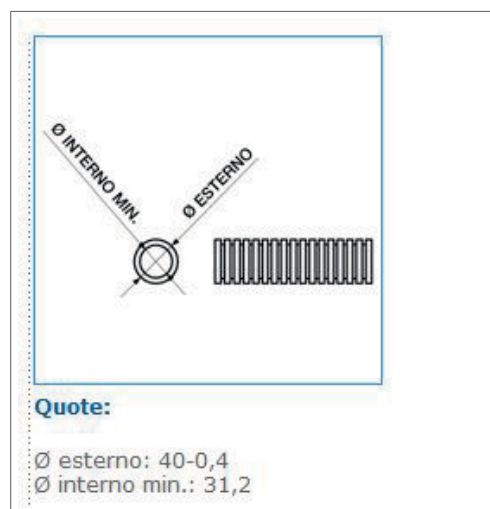 Ø INTERNO MIN.
Ø ESTERNO
Quote:
Ø esterno: 40-0,4
Ø interno min.: 31,2